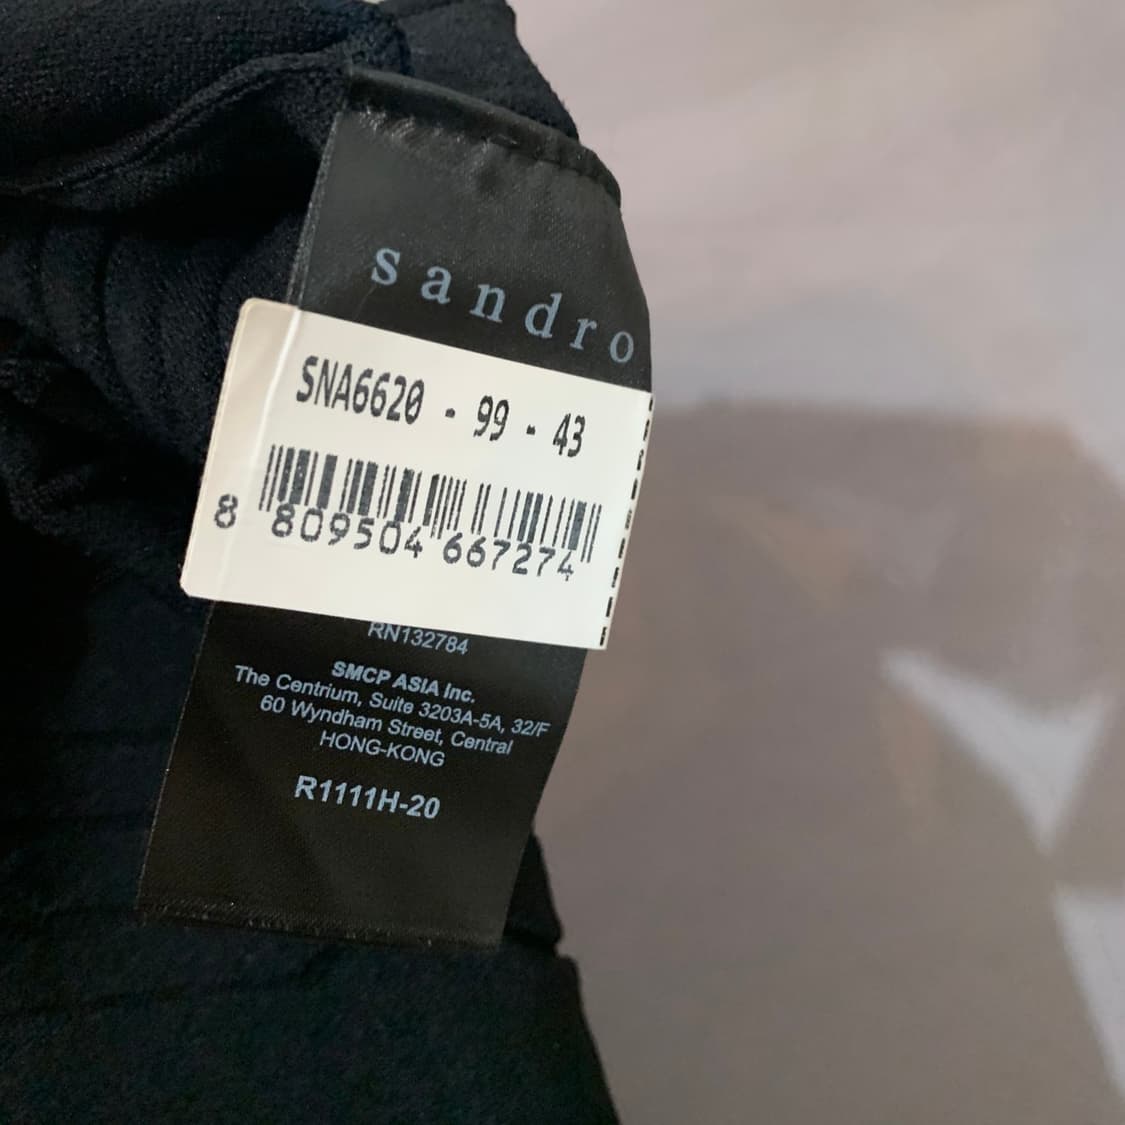 sandro
SNA6620 - 99 - 43
8 809504 667274
RN132784
SMCP ASIA Inc.
The Centrium, Suite 3203A-5A, 32/F
60 Wyndham Street, Central
HONG-KONG
R1111H-20